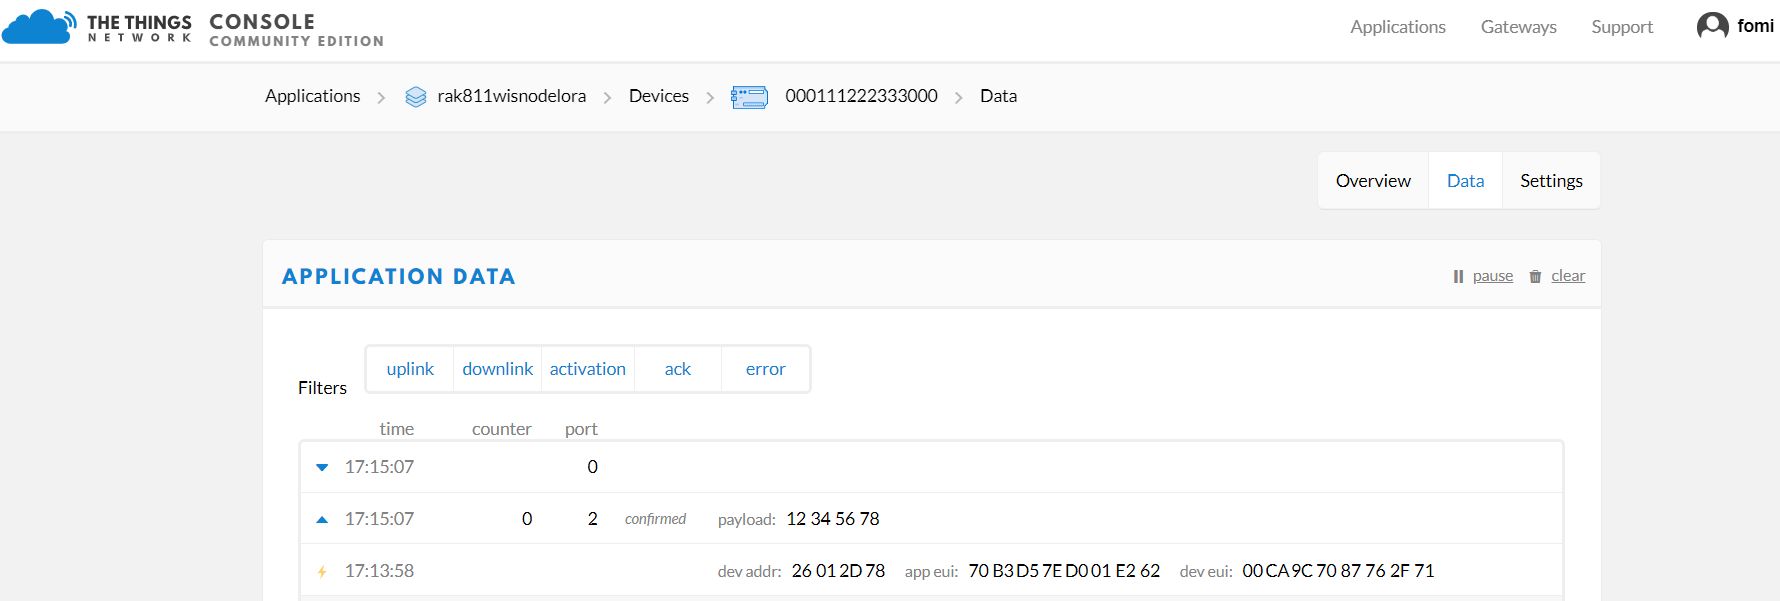 THE THINGS NETWORK CONSOLE COMMUNITY EDITION
Applications Gateways Support fomi
Applications rak811wisnodelora Devices 000111222333000 Data
Overview Data Settings
APPLICATION DATA pause clear
Filters uplink downlink activation ack error
time counter port
17:15:07 0
17:15:07 0 2 confirmed payload: 12 34 56 78
17:13:58 dev addr: 26 01 2D 78 app eui: 70 B3 D5 7E D0 01 E2 62 dev eui: 00 CA 9C 70 87 76 2F 71